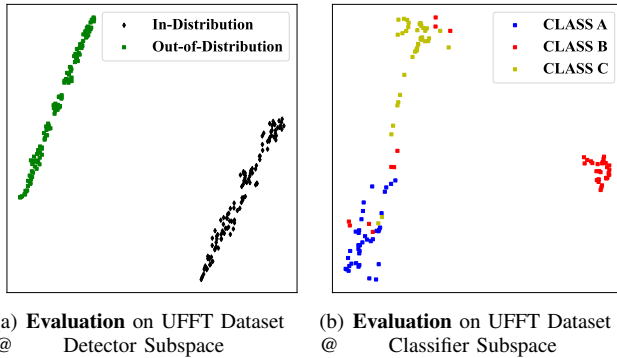 In-Distribution
Out-of-Distribution
CLASS A
CLASS B
CLASS C
a) Evaluation on UFFT Dataset
@ Detector Subspace
(b) Evaluation on UFFT Dataset
@ Classifier Subspace